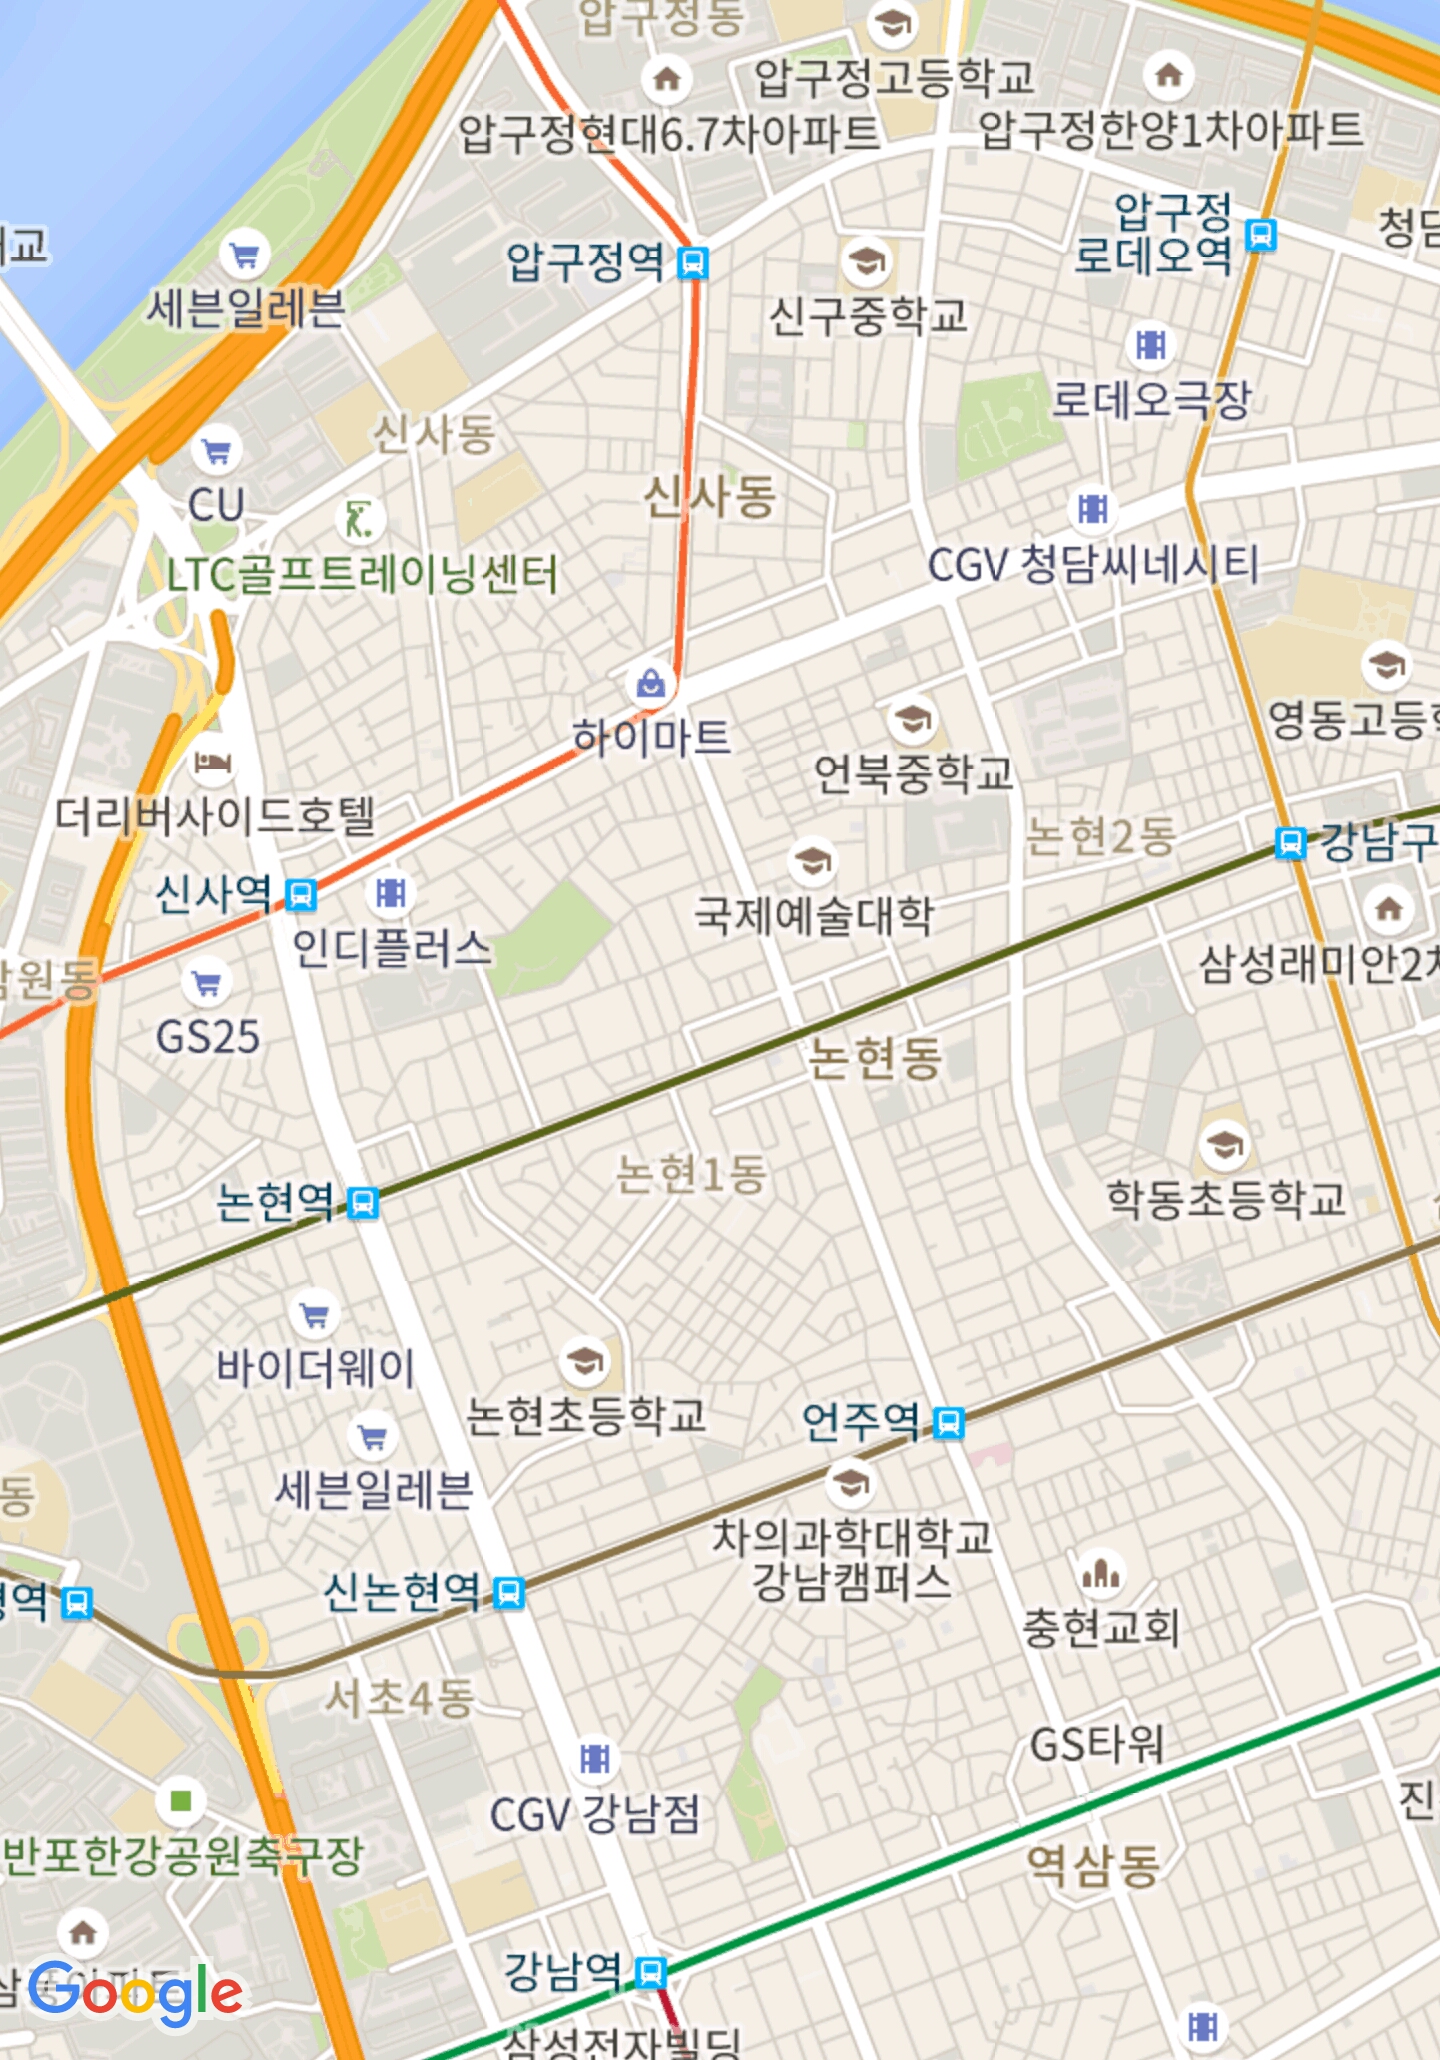 압구정동
압구정고등학교
압구정현대6.7차아파트
압구정한양1차아파트
압구정
로데오역
압구정역
세븐일레븐
신구중학교
로데오극장
신사동
CU
신사동
LTC골프트레이닝센터
CGV 청담씨네시티
하이마트
언북중학교
더리버사이드호텔
논현2동
강남구
신사역
국제예술대학
인디플러스
삼성래미안2차
GS25
논현동
논현1동
학동초등학교
논현역
바이더웨이
논현초등학교
언주역
세븐일레븐
차의과학대학교
강남캠퍼스
신논현역
충현교회
서초4동
GS타워
CGV 강남점
진
반포한강공원축구장
역삼동
강남역
Google
삼성전자빌딩